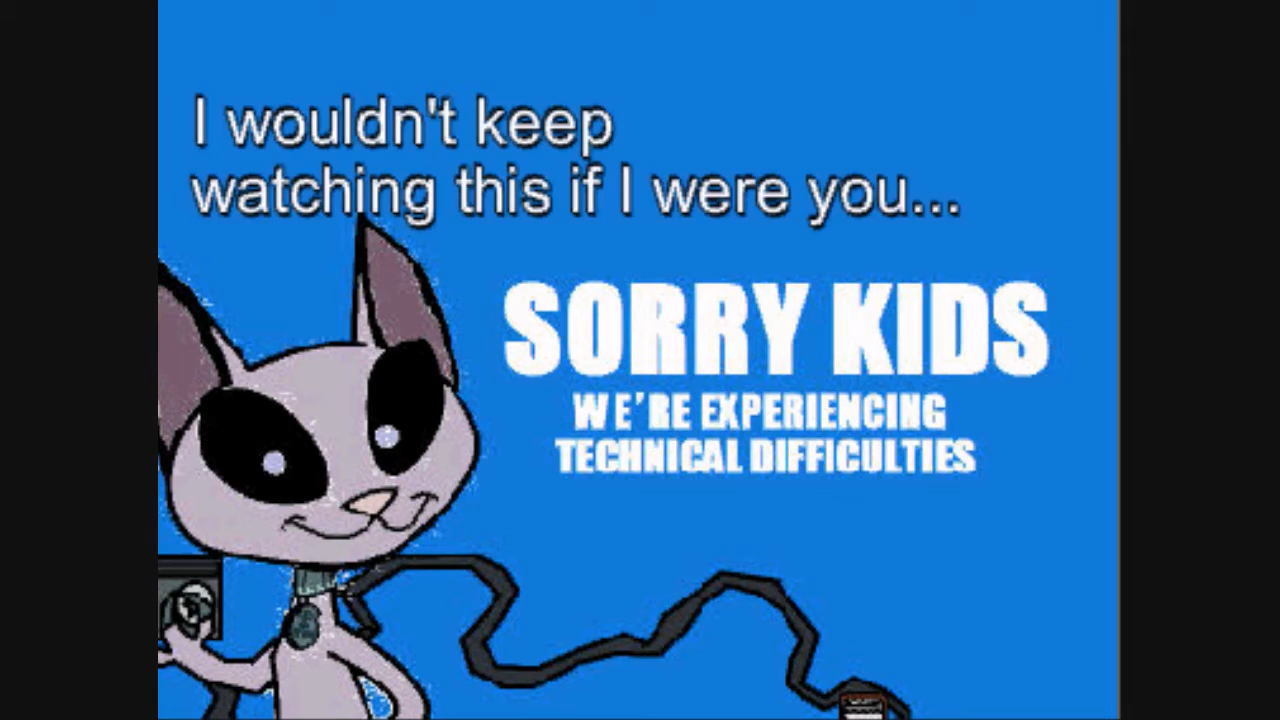 I wouldn't keep
watching this if I were you...
SORRY KIDS
WE'RE EXPERIENCING
TECHNICAL DIFFICULTIES